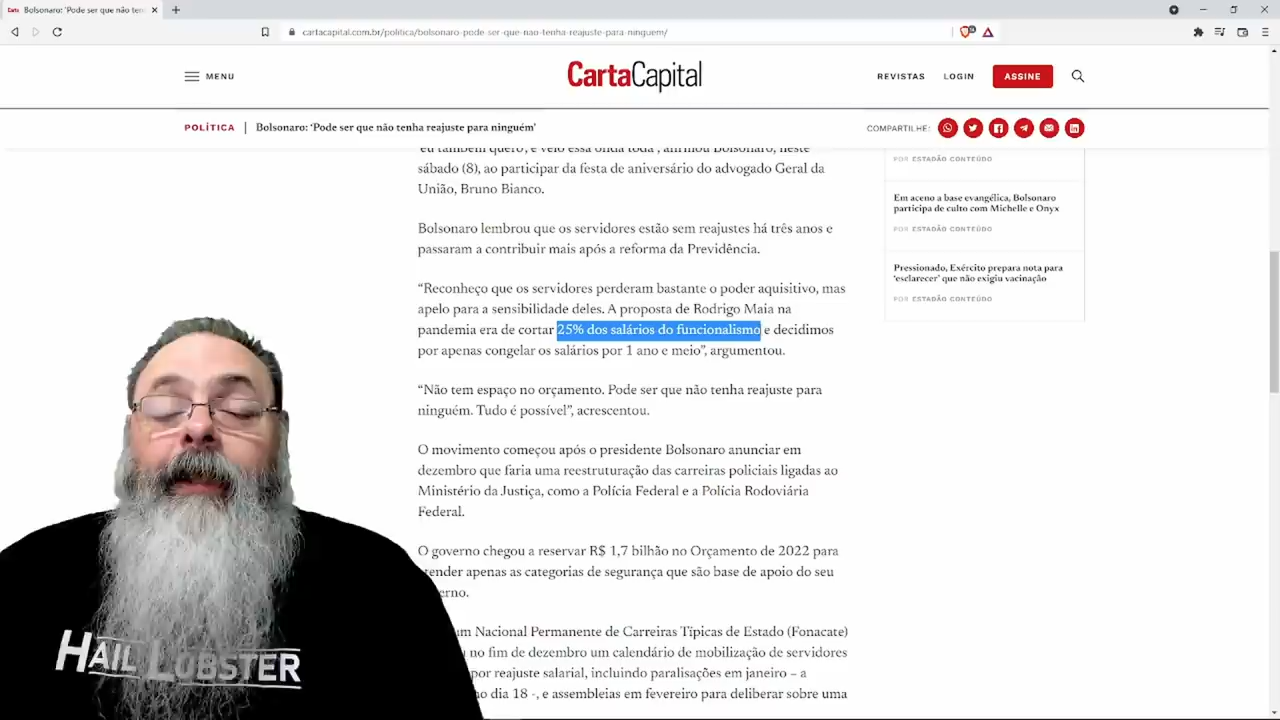 Bolsonaro: 'Pode ser que não ten
cartacapital.com.br/politica/bolsonaro-pode-ser-que-nao-tenha-reajuste-para-ninguem/
MENU
CartaCapital
REVISTAS LOGIN ASSINE
POLÍTICA | Bolsonaro: 'Pode ser que não tenha reajuste para ninguém'
COMPARTILHE:
eu também quero', e veio essa onda toda", afirmou Bolsonaro, neste
sábado (8), ao participar da festa de aniversário do advogado Geral da
União, Bruno Bianco.
Bolsonaro lembrou que os servidores estão sem reajustes há três anos e
passaram a contribuir mais após a reforma da Previdência.
“Reconheço que os servidores perderam bastante o poder aquisitivo, mas
apelo para a sensibilidade deles. A proposta de Rodrigo Maia na
pandemia era de cortar 25% dos salários do funcionalismo e decidimos
por apenas congelar os salários por 1 ano e meio”, argumentou.
“Não tem espaço no orçamento. Pode ser que não tenha reajuste para
ninguém. Tudo é possível”, acrescentou.
O movimento começou após o presidente Bolsonaro anunciar em
dezembro que faria uma reestruturação das carreiras policiais ligadas ao
Ministério da Justiça, como a Polícia Federal e a Polícia Rodoviária
Federal.
O governo chegou a reservar R$ 1,7 bilhão no Orçamento de 2022 para
tender apenas as categorias de segurança que são base de apoio do seu
erno.
um Nacional Permanente de Carreiras Típicas de Estado (Fonacate)
no fim de dezembro um calendário de mobilização de servidores
por reajuste salarial, incluindo paralisações em janeiro – a
no dia 18 -, e assembleias em fevereiro para deliberar sobre uma
POR ESTADÃO CONTEÚDO
Em aceno a base evangélica, Bolsonaro
participa de culto com Michelle e Onyx
POR ESTADÃO CONTEÚDO
Pressionado, Exército prepara nota para
'esclarecer' que não exigiu vacinação
POR ESTADÃO CONTEÚDO
HAIL LOBSTER